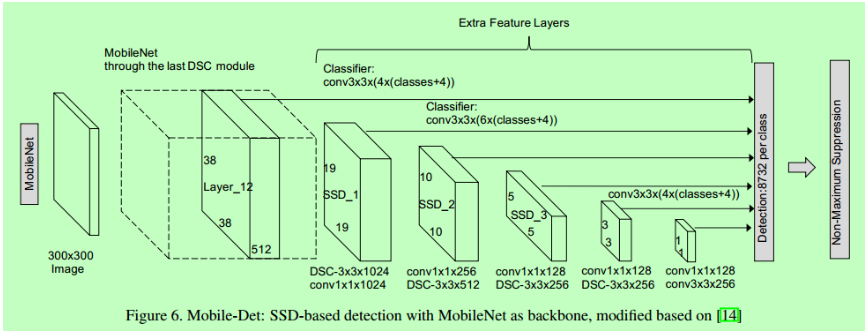 Extra Feature Layers
MobileNet
through the last DSC module
Classifier:
conv3x3x(4x(classes+4))
Classifier:
conv3x3x(6x(classes+4))
MobileNet
38
Layer_12
38
512
19
SSD_1
19
10
SSD_2
10
5
SSD_3
5
conv3x3x(4x(classes+4))
3
3
1
1
Detection:8732 per class
Non-Maximum Suppression
300x300
Image
DSC-3x3x1024
conv1x1x1024
conv1x1x256
DSC-3x3x512
conv1x1x128
DSC-3x3x256
conv1x1x128
DSC-3x3x256
conv1x1x128
conv3x3x256
Figure 6. Mobile-Det: SSD-based detection with MobileNet as backbone, modified based on [14]